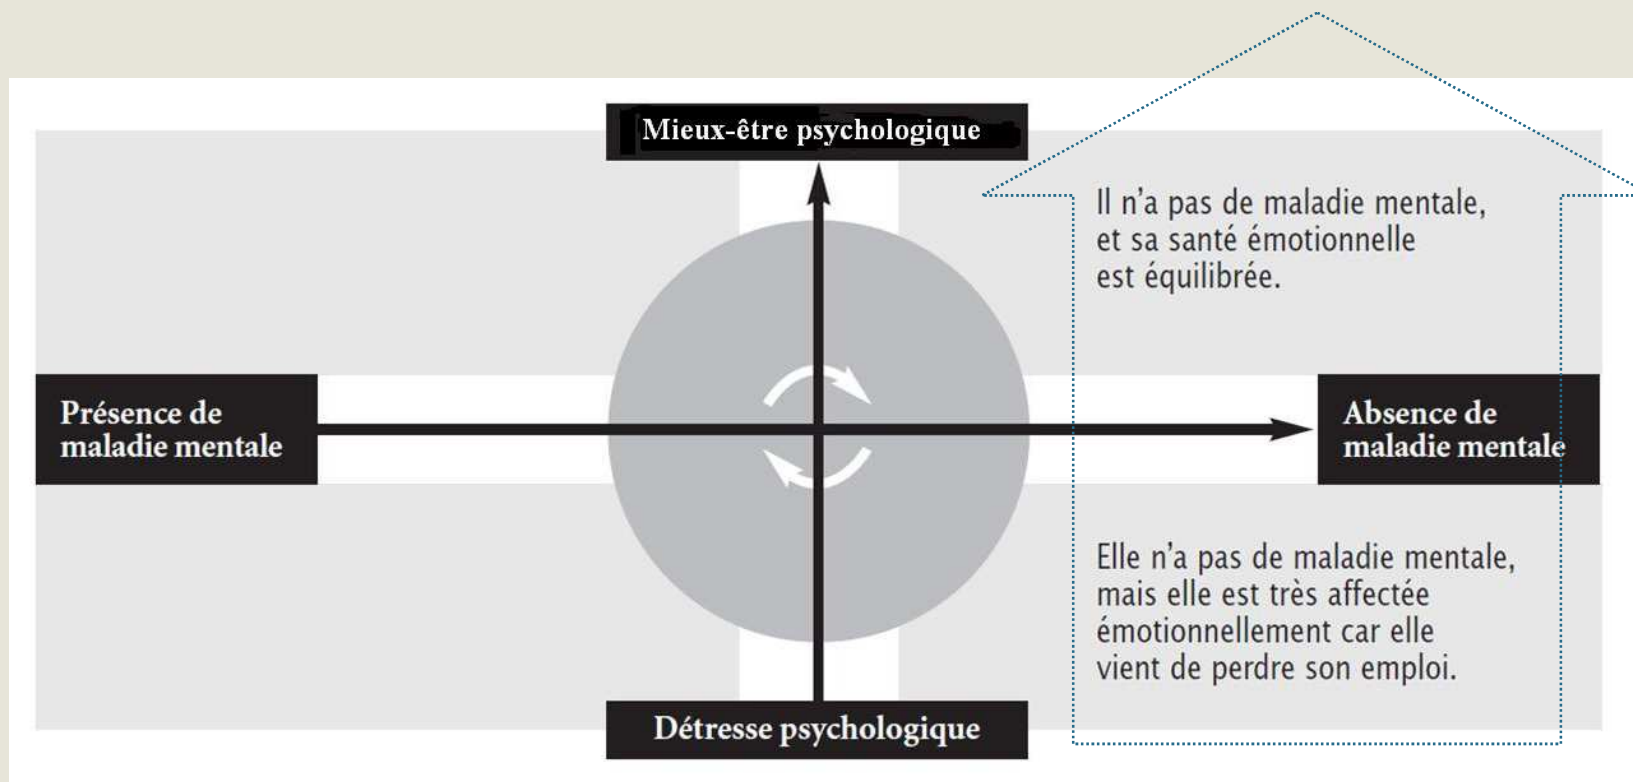 Mieux-être psychologique
Il n'a pas de maladie mentale,
et sa santé émotionnelle
est équilibrée.
Présence de
maladie mentale
Absence de
maladie mentale
Elle n'a pas de maladie mentale,
mais elle est très affectée
émotionnellement car elle
vient de perdre son emploi.
Détresse psychologique